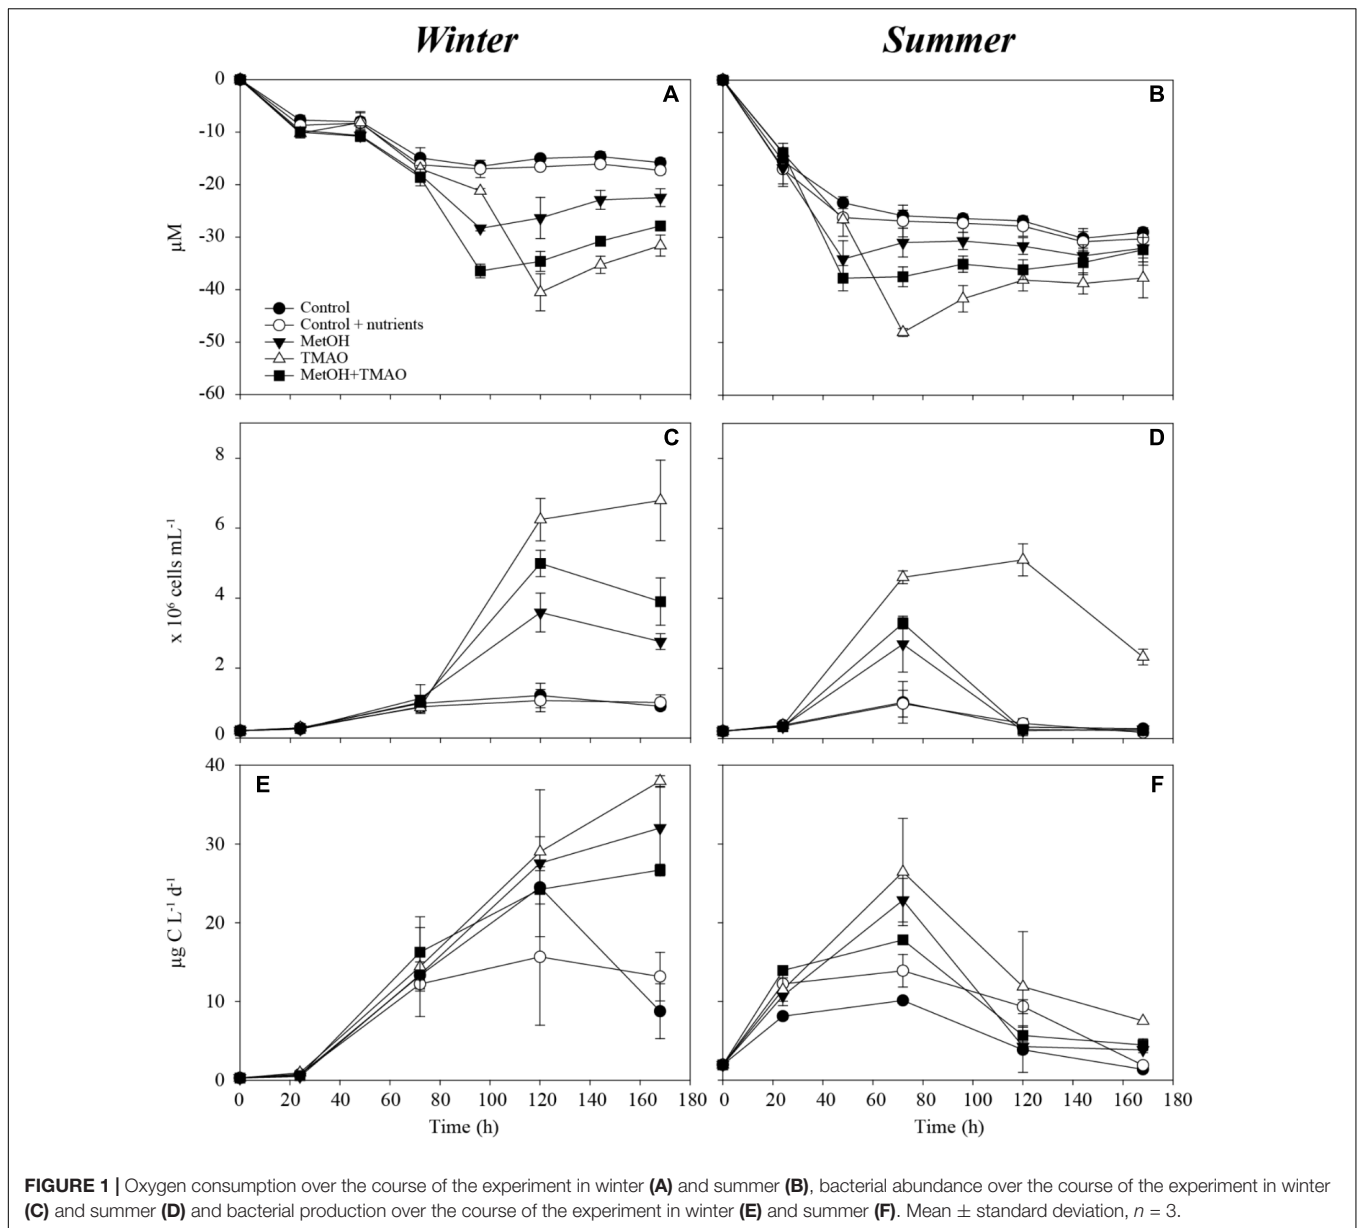 Winter Summer
A
B
0
-10
-20
-30
-40
-50
-60
µM
Control
Control + nutrients
MetOH
TMAO
MetOH+TMAO
C
D
8
6
4
2
0
x 10⁶ cells mL⁻¹
E
F
40
30
20
10
0
µg C L⁻¹ d⁻¹
0 20 40 60 80 100 120 140 160 180 0 20 40 60 80 100 120 140 160 180
Time (h) Time (h)
FIGURE 1 | Oxygen consumption over the course of the experiment in winter (A) and summer (B), bacterial abundance over the course of the experiment in winter
(C) and summer (D) and bacterial production over the course of the experiment in winter (E) and summer (F). Mean ± standard deviation, n = 3.